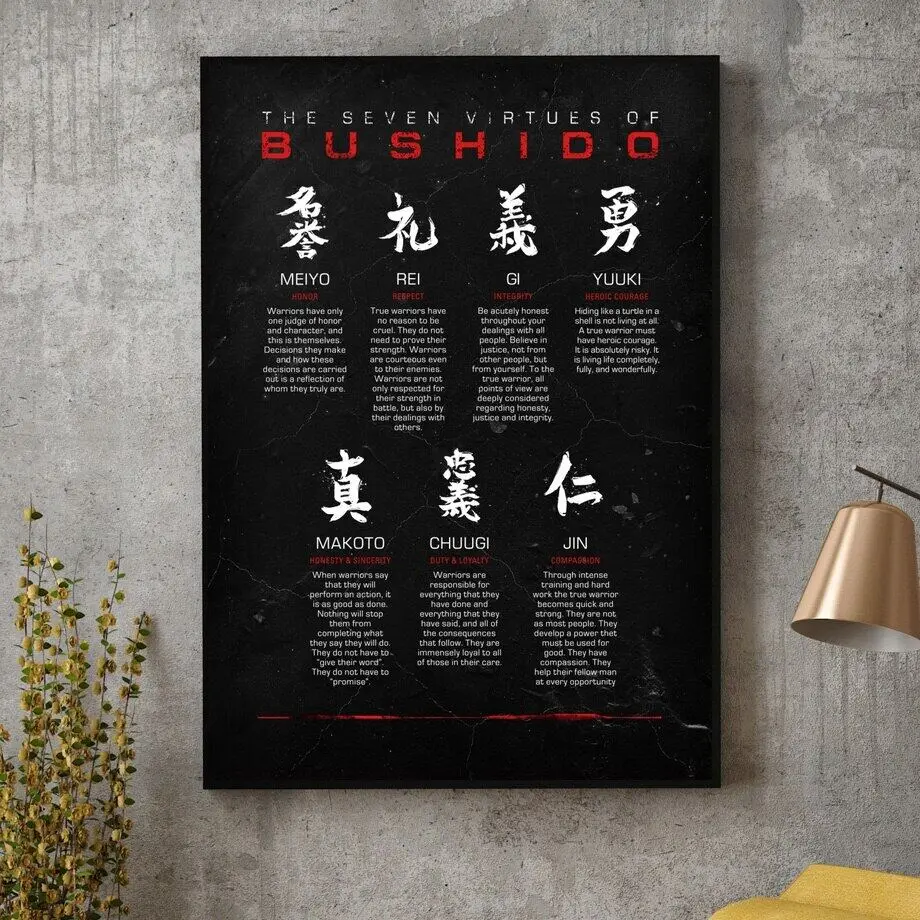 THE SEVEN VIRTUES OF
BUSHIDO
名誉
MEIYO
HONOR
Warriors have only
one judge of honor
and character, and
this is themselves.
Decisions they make
and how these
decisions are carried
out is a reflection of
whom they truly are.
礼
REI
RESPECT
True warriors have
no reason to be
cruel. They do not
need to prove their
strength. Warriors
are courteous even
to their enemies.
Warriors are not
only respected for
their strength in
battle, but also by
their dealings with
others.
義
GI
INTEGRITY
Be acutely honest
throughout your
dealings with all
people. Believe in
justice, not from
other people, but
from yourself. To
the true warrior, all
points of view are
deeply considered
regarding honesty,
justice and integrity.
勇
YUUKI
HEROIC COURAGE
Hiding like a turtle in a
shell is not living at all.
A true warrior must
have heroic courage.
It is absolutely risky. It
is living life completely,
fully, and wonderfully.
真
MAKOTO
HONESTY & SINCERITY
When warriors say
that they will
perform an action, it
is as good as done.
Nothing will stop
them from
completing what
they say they will do.
They do not have to
"give their word".
They do not have to
"promise".
忠義
CHUUGI
DUTY & LOYALTY
Warriors are
responsible for
everything that they
have done and
everything that they
have said, and all of
the consequences
that follow. They are
immensely loyal to all
of those in their care.
仁
JIN
COMPASSION
Through intense
training and hard
work the true warrior
becomes quick and
strong. They are not
as most people. They
develop a power that
must be used for
good. They have
compassion. They
help their fellow man
at every opportunity